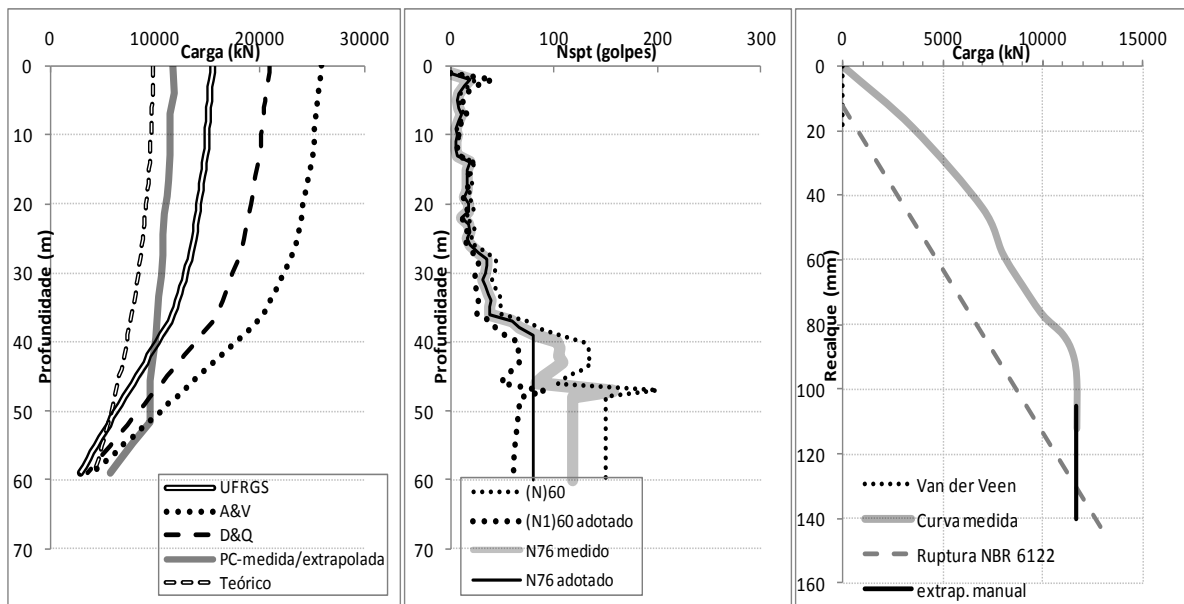 0 10000 20000 30000
Carga (kN)
0
10
20
30
40
50
60
70
Profundidade (m)
UFRGS
A&V
D&Q
PC-medida/extrapolada
Teórico
0 100 200 300
Nspt (golpes)
0
10
20
30
40
50
60
70
Profundidade (m)
(N)60
(N1)60 adotado
N76 medido
N76 adotado
0 5000 10000 15000
Carga (kN)
0
20
40
60
80
100
120
140
160
Recalque (mm)
Van der Veen
Curva medida
Ruptura NBR 6122
extrap. manual